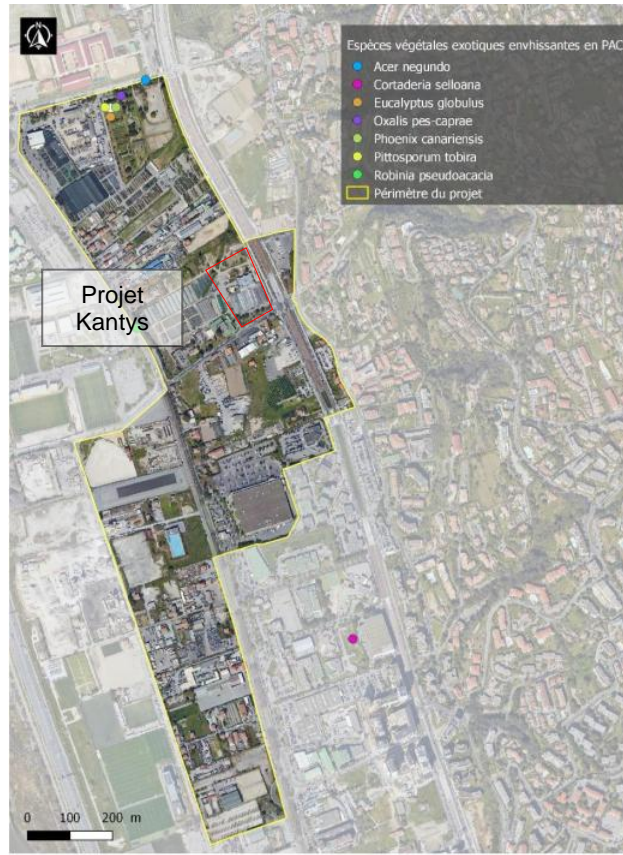 N
Espèces végétales exotiques envhissantes en PAC
Acer negundo
Cortaderia selloana
Eucalyptus globulus
Oxalis pes-caprae
Phoenix canariensis
Pittosporum tobira
Robinia pseudoacacia
Périmètre du projet
Projet
Kantys
0 100 200 m